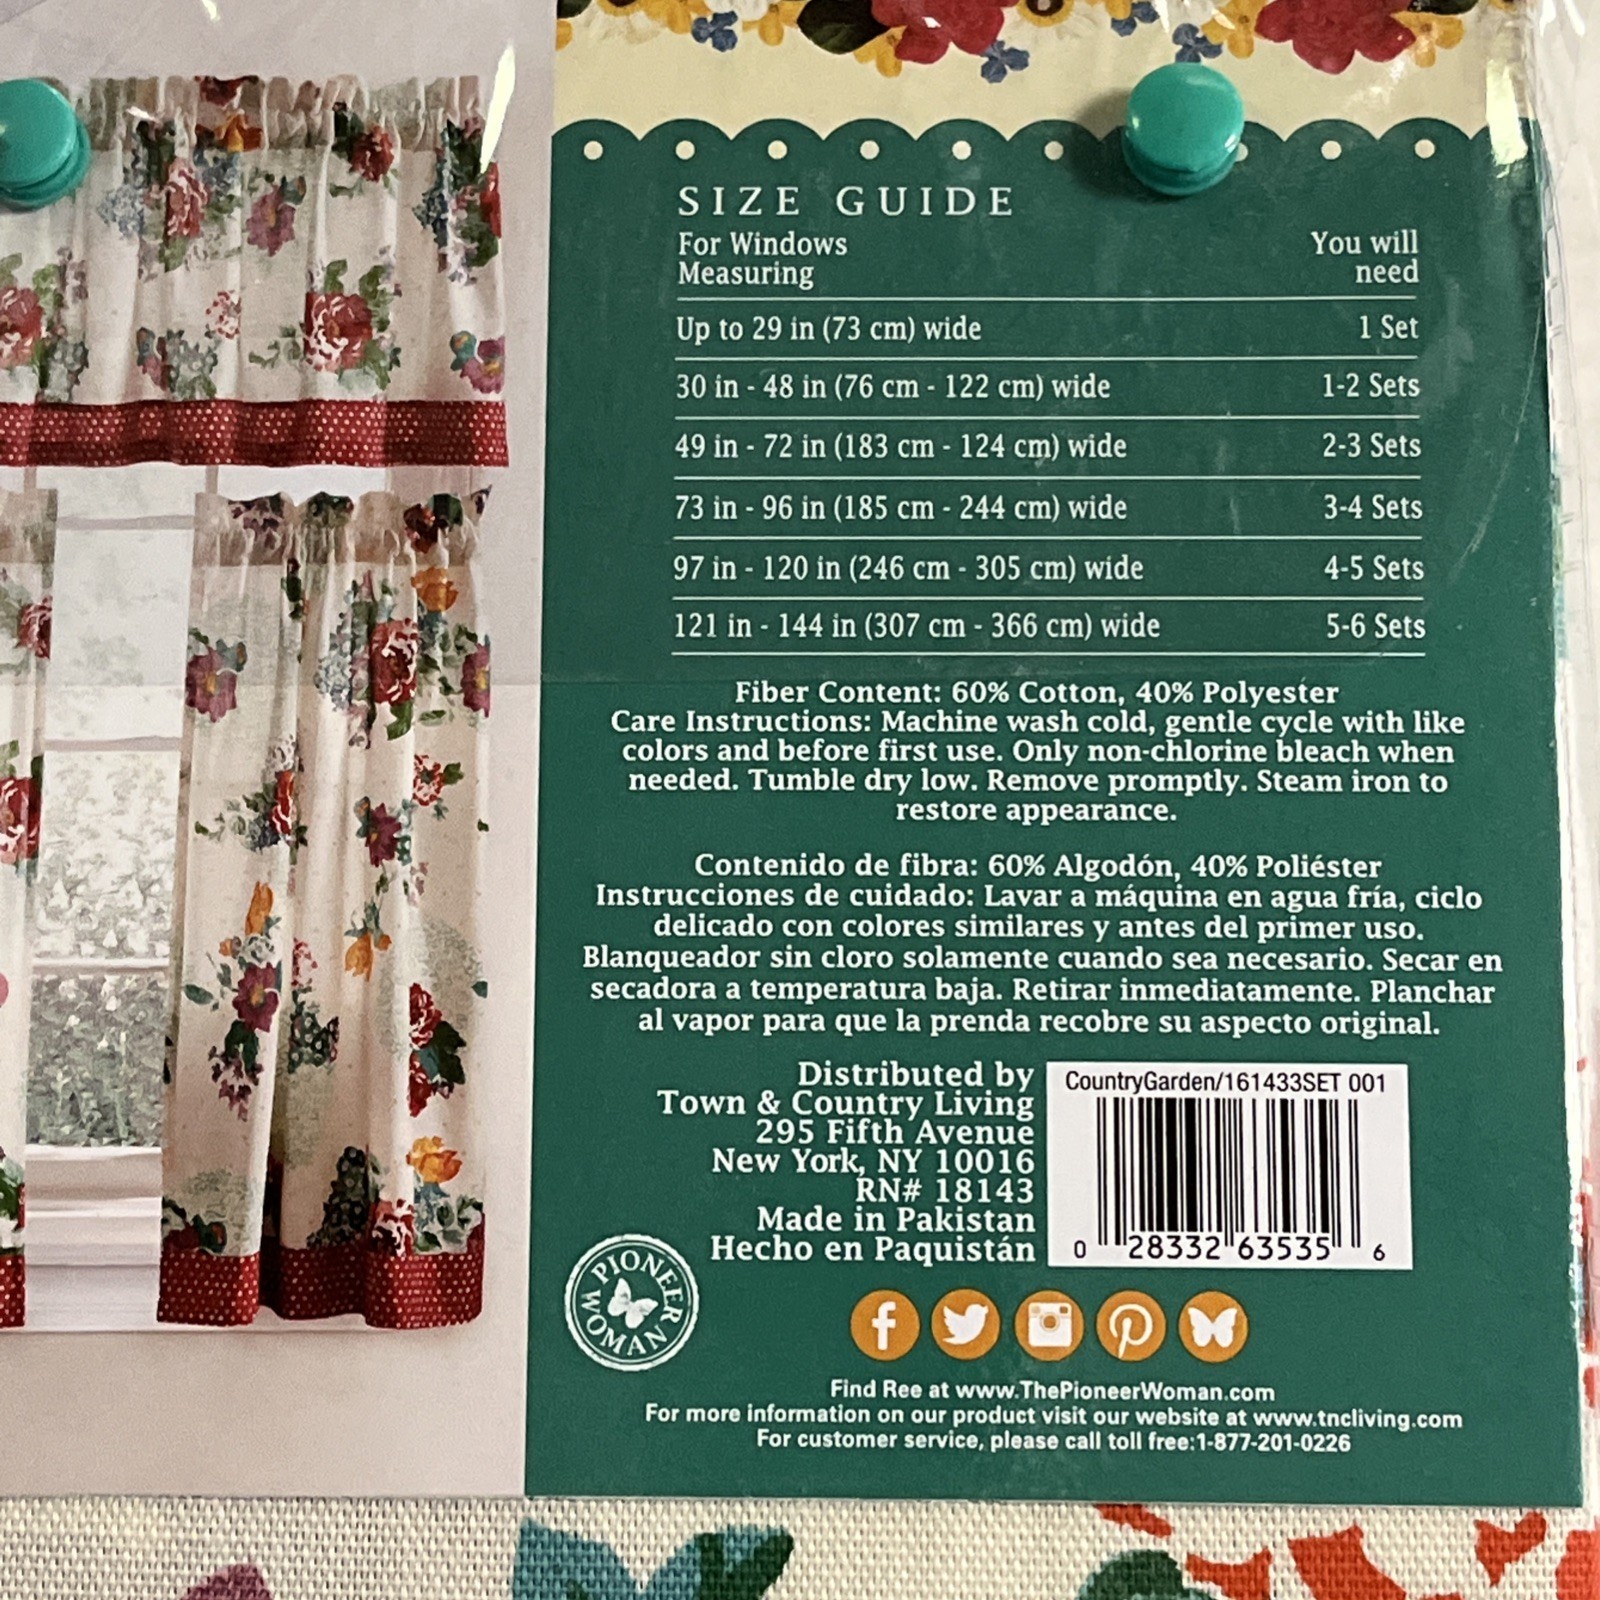 SIZE GUIDE
For Windows Measuring You will need
Up to 29 in (73 cm) wide 1 Set
30 in - 48 in (76 cm - 122 cm) wide 1-2 Sets
49 in - 72 in (183 cm - 124 cm) wide 2-3 Sets
73 in - 96 in (185 cm - 244 cm) wide 3-4 Sets
97 in - 120 in (246 cm - 305 cm) wide 4-5 Sets
121 in - 144 in (307 cm - 366 cm) wide 5-6 Sets
Fiber Content: 60% Cotton, 40% Polyester
Care Instructions: Machine wash cold, gentle cycle with like
colors and before first use. Only non-chlorine bleach when
needed. Tumble dry low. Remove promptly. Steam iron to
restore appearance.
Contenido de fibra: 60% Algodón, 40% Poliéster
Instrucciones de cuidado: Lavar a máquina en agua fría, ciclo
delicado con colores similares y antes del primer uso.
Blanqueador sin cloro solamente cuando sea necesario. Secar en
secadora a temperatura baja. Retirar inmediatamente. Planchar
al vapor para que la prenda recobre su aspecto original.
Distributed by
Town & Country Living
295 Fifth Avenue
New York, NY 10016
RN# 18143
Made in Pakistan
Hecho en Paquistán
CountryGarden/161433SET 001
0 28332 63535 6
PIONEER WOMAN
Find Ree at www.ThePioneerWoman.com
For more information on our product visit our website at www.tncliving.com
For customer service, please call toll free:1-877-201-0226